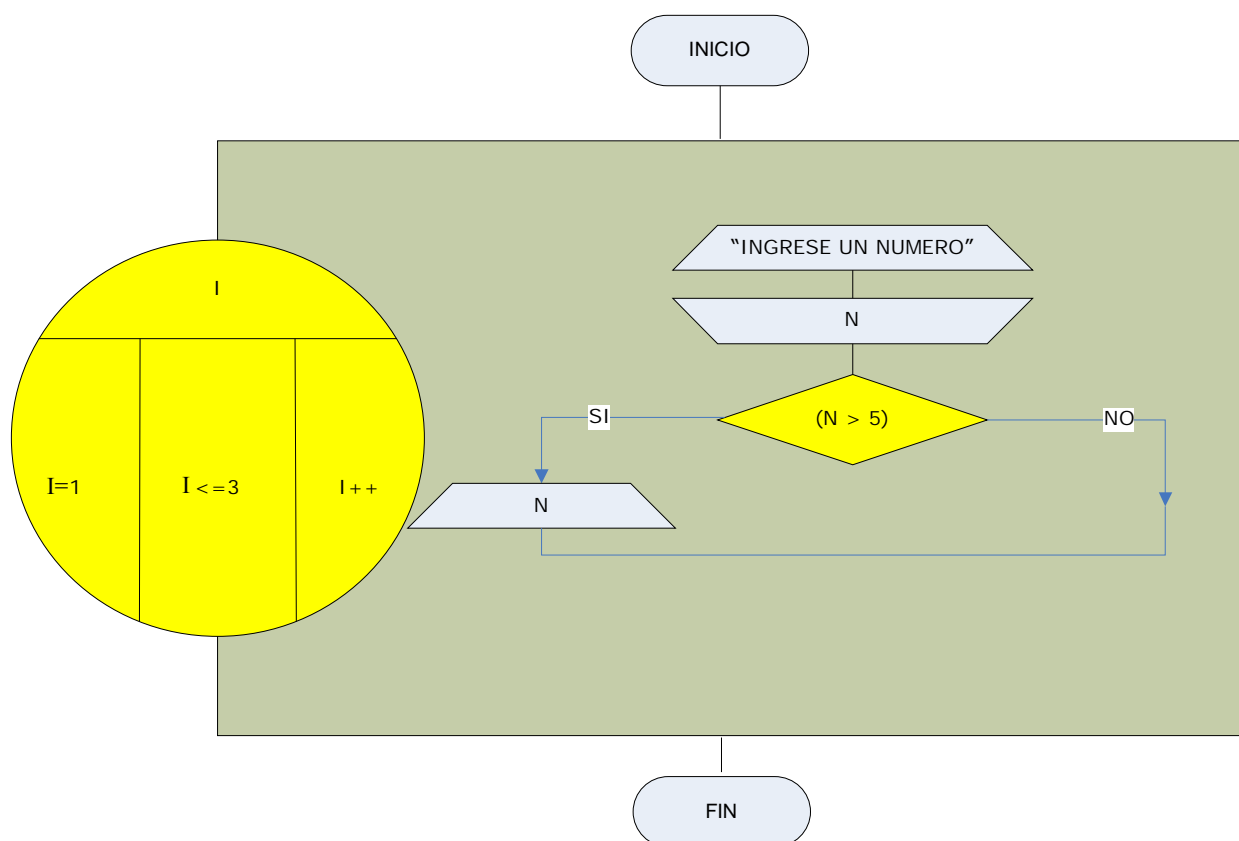 INICIO
"INGRESE UN NUMERO"
I
N
(N > 5)
SI
NO
I=1
I <=3
I++
N
FIN